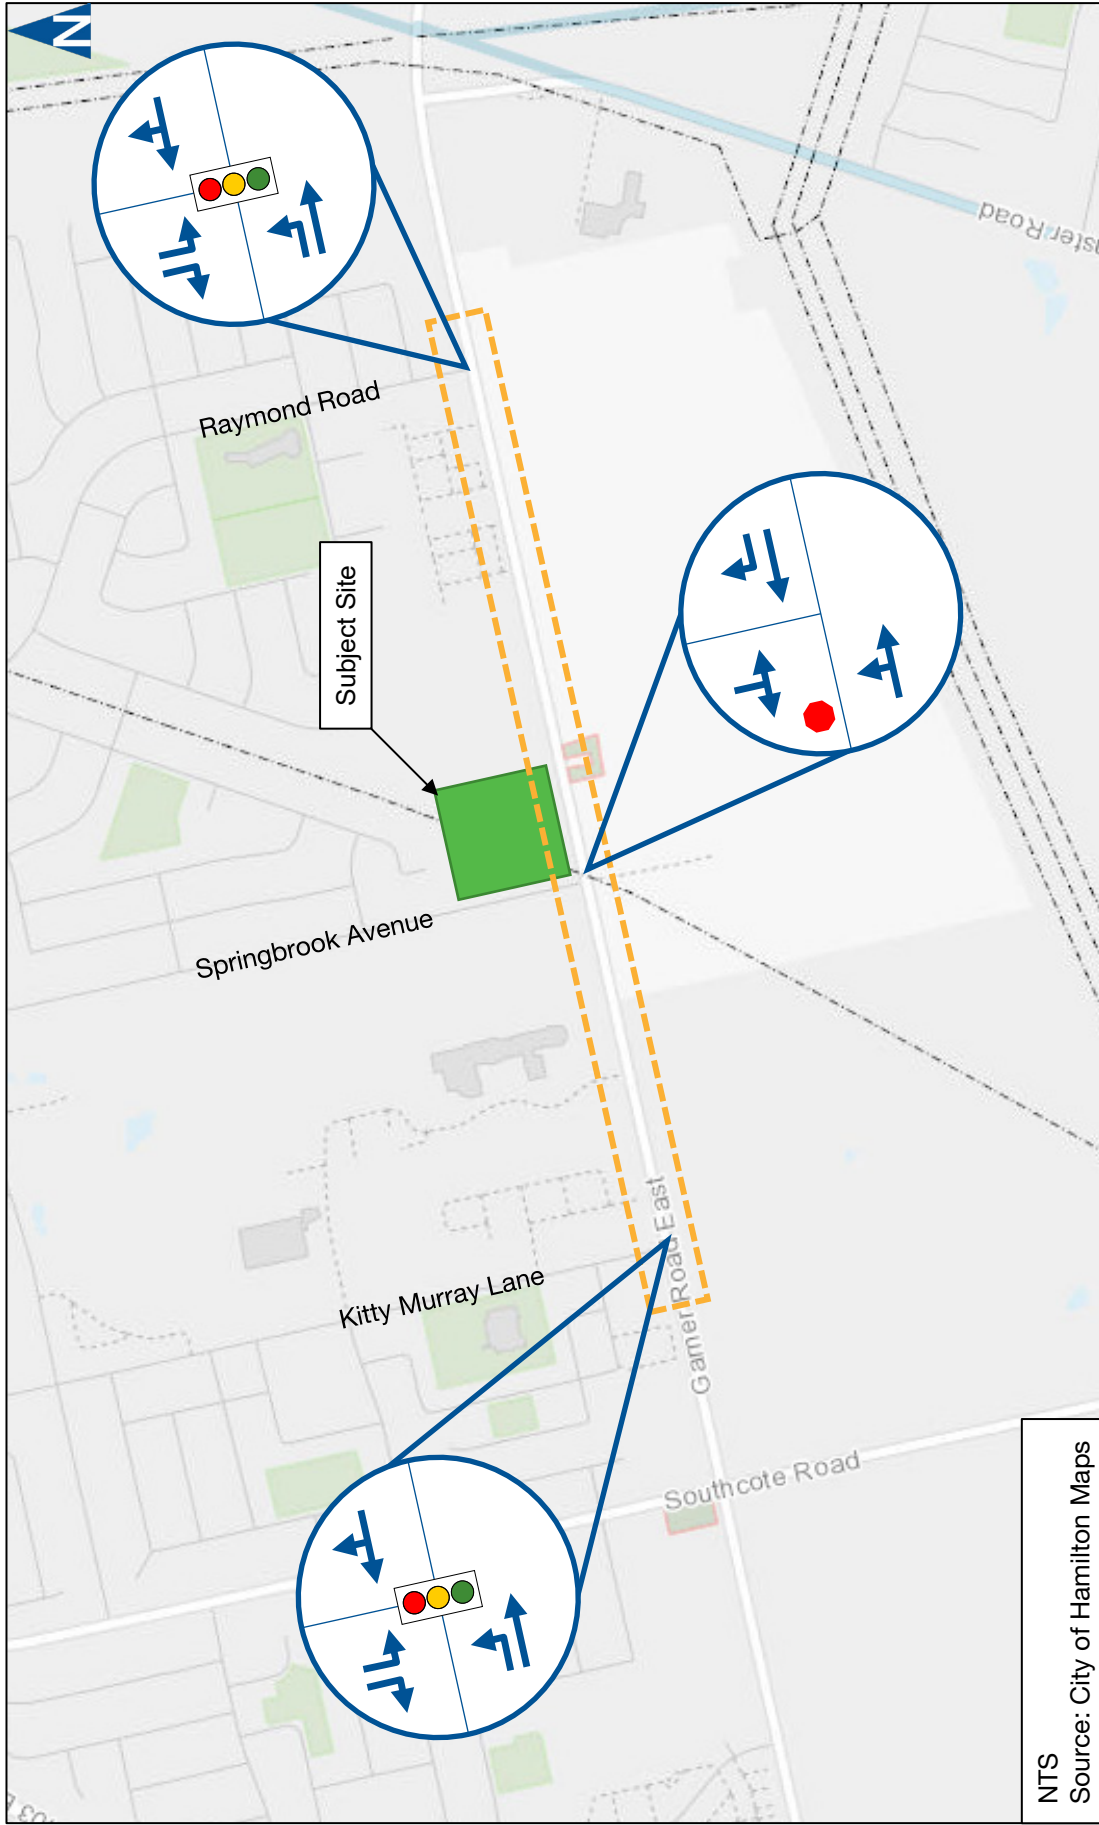 N
Raymond Road
Subject Site
Springbrook Avenue
Kitty Murray Lane
Garner Road East
Southcote Road
NTS
Source: City of Hamilton Maps